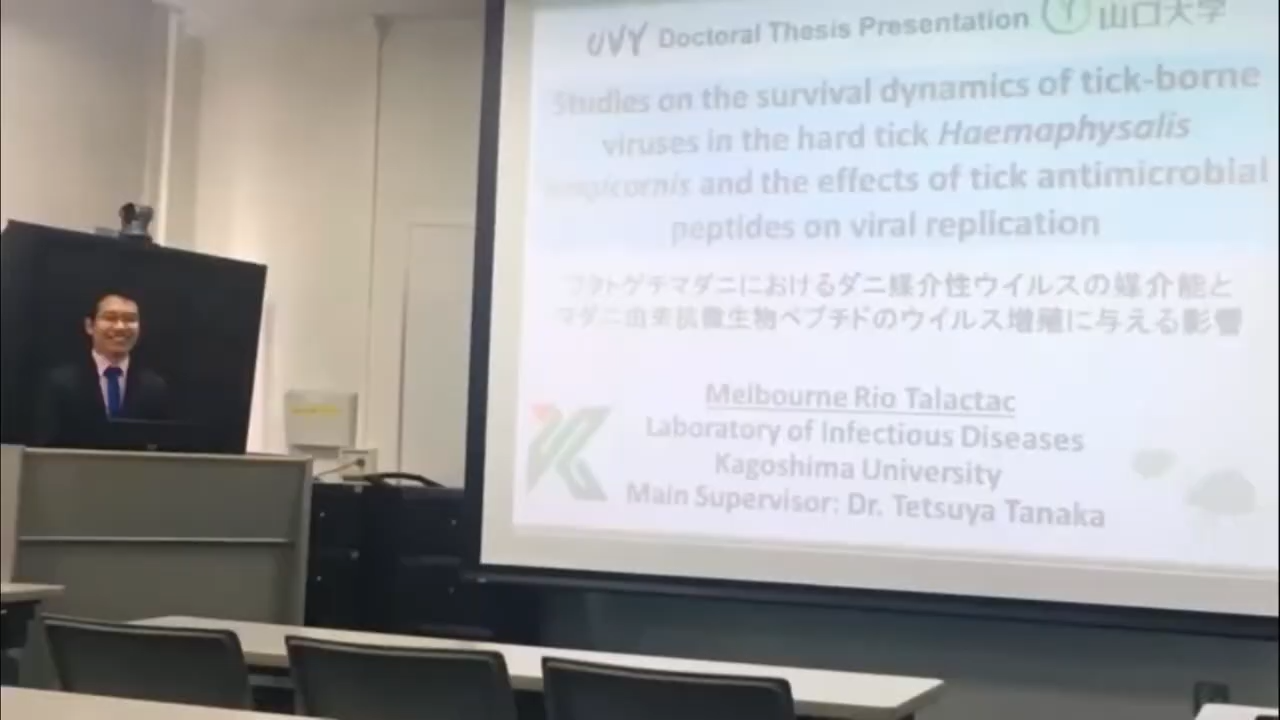 UVY Doctoral Thesis Presentation Y 山口大学
Studies on the survival dynamics of tick-borne
viruses in the hard tick Haemaphysalis
longicornis and the effects of tick antimicrobial
peptides on viral replication
フタトゲチマダニにおけるダニ媒介性ウイルスの媒介能と
マダニ由来抗微生物ペプチドのウイルス増殖に与える影響
Melbourne Rio Talactac
Laboratory of Infectious Diseases
Kagoshima University
Main Supervisor: Dr. Tetsuya Tanaka